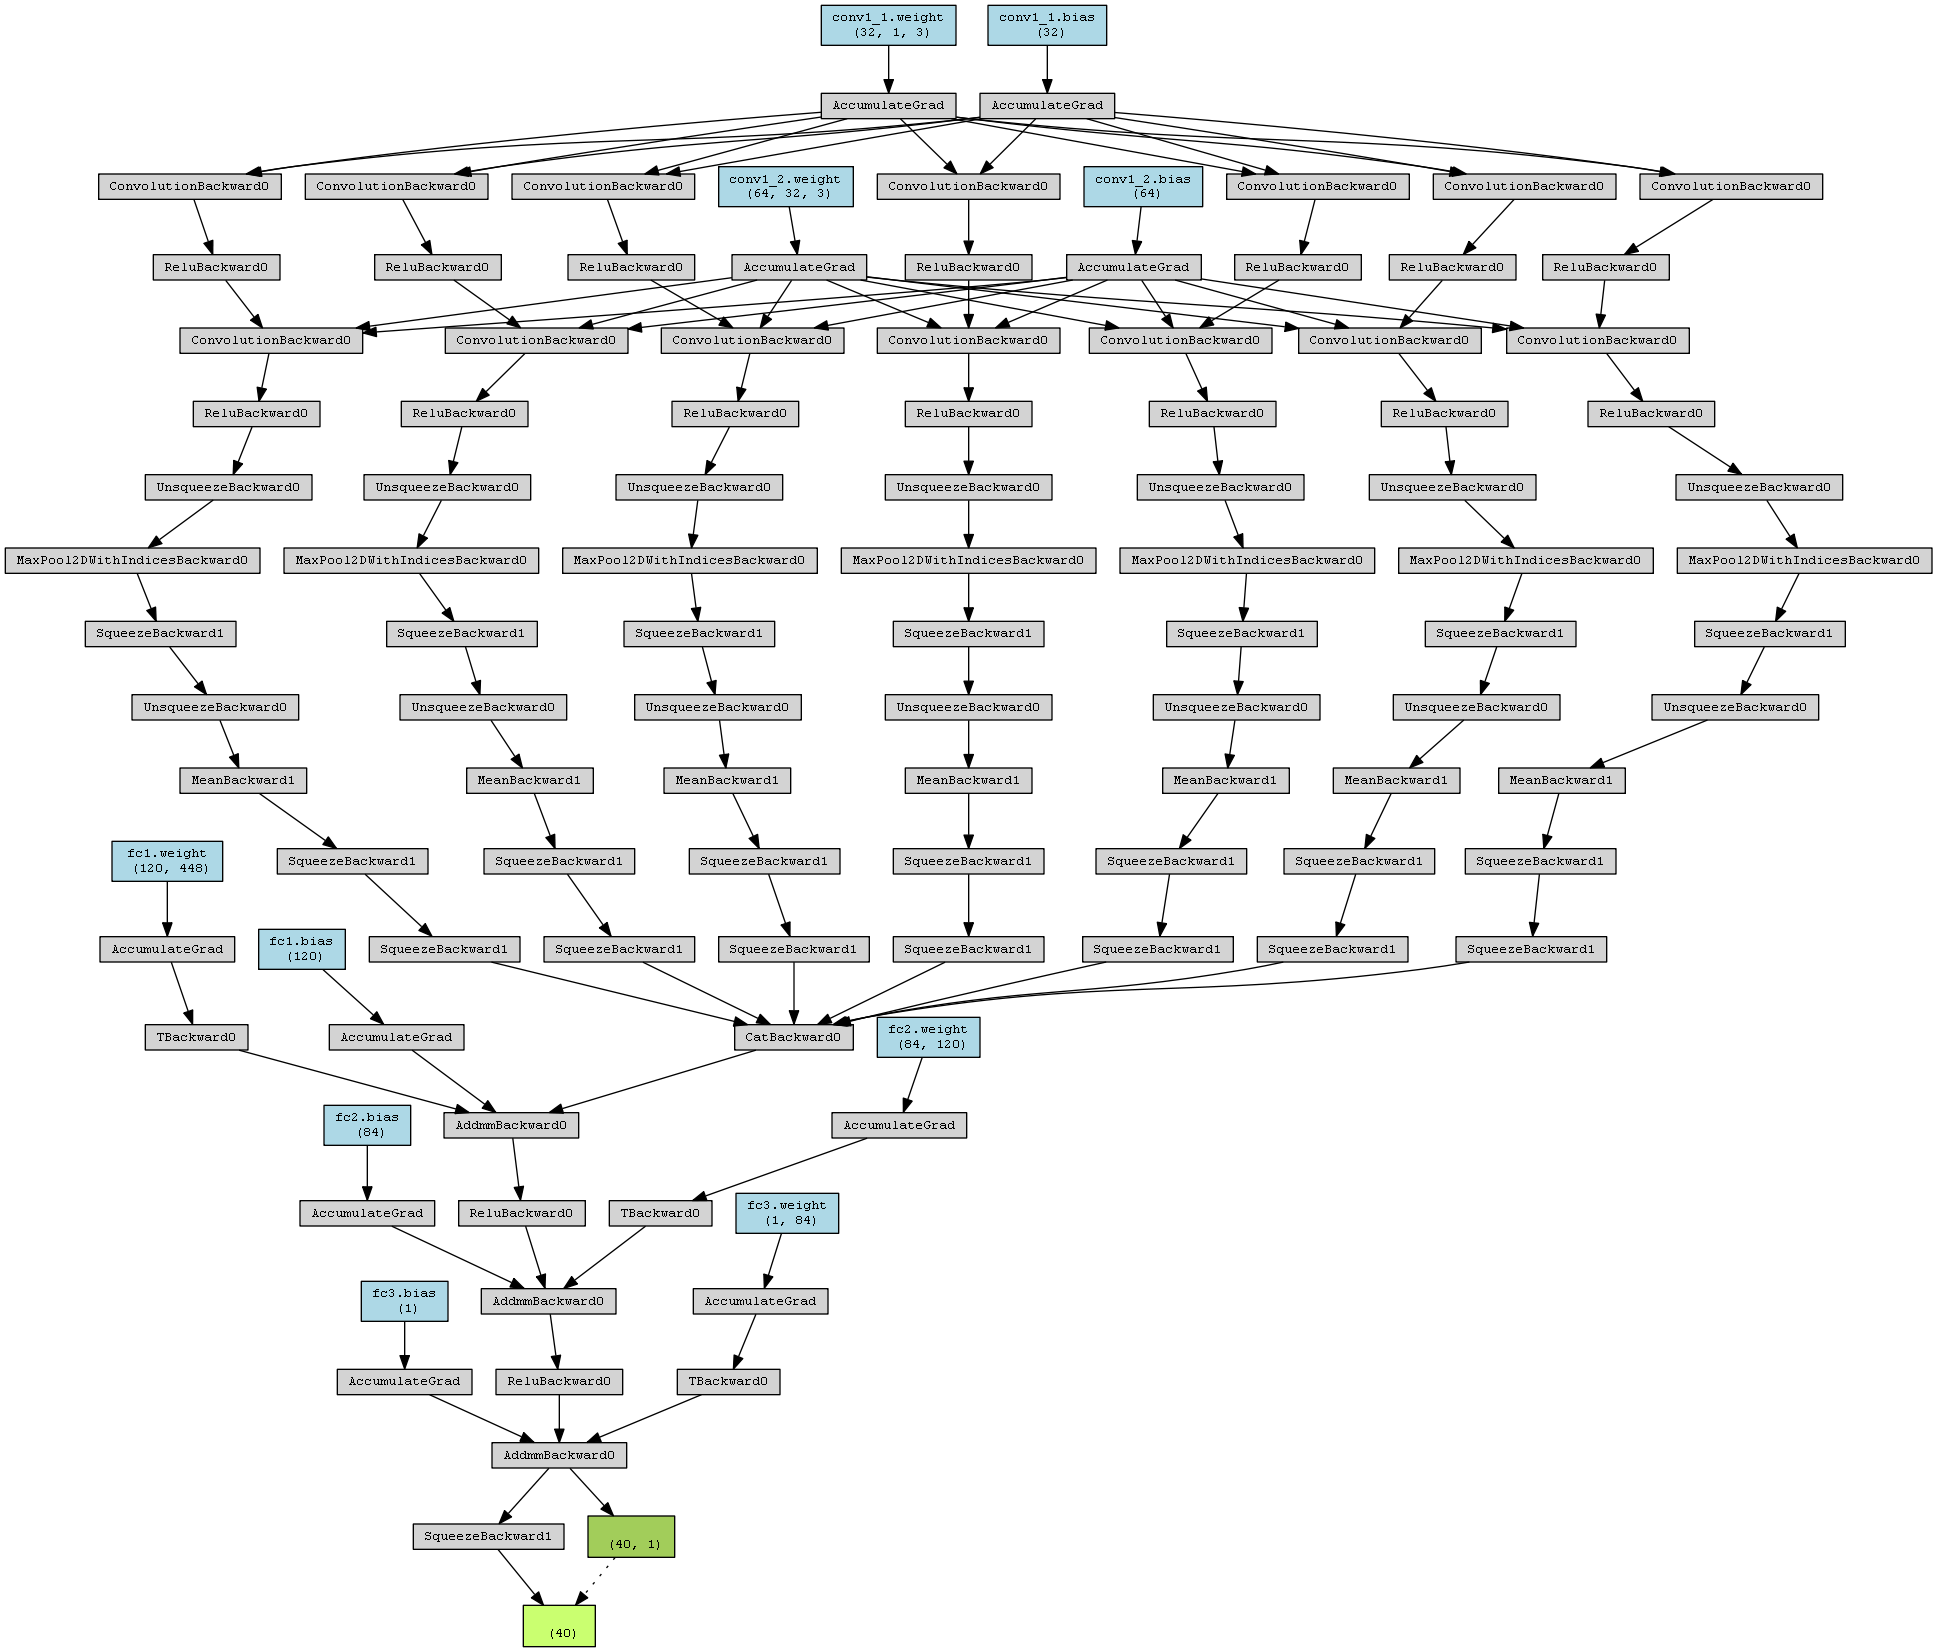 conv1_1.weight
(32, 1, 3)
conv1_1.bias
(32)
AccumulateGrad
AccumulateGrad
ConvolutionBackward0
ConvolutionBackward0
ConvolutionBackward0
conv1_2.weight
(64, 32, 3)
ConvolutionBackward0
conv1_2.bias
(64)
ConvolutionBackward0
ConvolutionBackward0
ConvolutionBackward0
ReluBackward0
ReluBackward0
ReluBackward0
AccumulateGrad
ReluBackward0
AccumulateGrad
ReluBackward0
ReluBackward0
ReluBackward0
ConvolutionBackward0
ConvolutionBackward0
ConvolutionBackward0
ConvolutionBackward0
ConvolutionBackward0
ConvolutionBackward0
ConvolutionBackward0
ReluBackward0
ReluBackward0
ReluBackward0
ReluBackward0
ReluBackward0
ReluBackward0
ReluBackward0
UnsqueezeBackward0
UnsqueezeBackward0
UnsqueezeBackward0
UnsqueezeBackward0
UnsqueezeBackward0
UnsqueezeBackward0
UnsqueezeBackward0
MaxPool2DWithIndicesBackward0
MaxPool2DWithIndicesBackward0
MaxPool2DWithIndicesBackward0
MaxPool2DWithIndicesBackward0
MaxPool2DWithIndicesBackward0
MaxPool2DWithIndicesBackward0
MaxPool2DWithIndicesBackward0
SqueezeBackward1
SqueezeBackward1
SqueezeBackward1
SqueezeBackward1
SqueezeBackward1
SqueezeBackward1
SqueezeBackward1
UnsqueezeBackward0
UnsqueezeBackward0
UnsqueezeBackward0
UnsqueezeBackward0
UnsqueezeBackward0
UnsqueezeBackward0
UnsqueezeBackward0
MeanBackward1
MeanBackward1
MeanBackward1
MeanBackward1
MeanBackward1
MeanBackward1
MeanBackward1
fc1.weight
(120, 448)
SqueezeBackward1
SqueezeBackward1
SqueezeBackward1
SqueezeBackward1
SqueezeBackward1
SqueezeBackward1
SqueezeBackward1
AccumulateGrad
fc1.bias
(120)
SqueezeBackward1
SqueezeBackward1
SqueezeBackward1
SqueezeBackward1
SqueezeBackward1
SqueezeBackward1
SqueezeBackward1
TBackward0
AccumulateGrad
CatBackward0
fc2.weight
(84, 120)
fc2.bias
(84)
AddmmBackward0
AccumulateGrad
AccumulateGrad
ReluBackward0
TBackward0
fc3.weight
(1, 84)
fc3.bias
(1)
AddmmBackward0
AccumulateGrad
AccumulateGrad
ReluBackward0
TBackward0
AddmmBackward0
SqueezeBackward1
(40, 1)
(40)